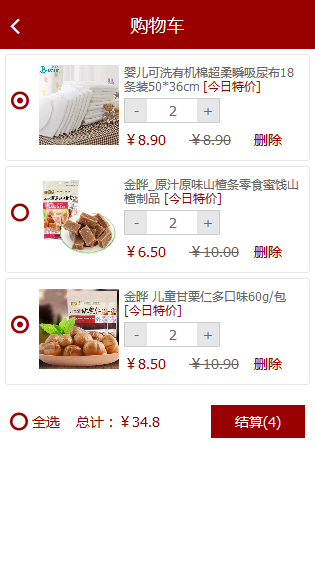 购物车
婴儿可洗有机棉超柔瞬吸尿布18
条装50*36cm [今日特价]
- 2 +
￥8.90 ￥8.90 删除
金晔_原汁原味山楂条零食蜜饯山
楂制品 [今日特价]
- 2 +
￥6.50 ￥10.00 删除
金晔 儿童甘栗仁多口味60g/包
[今日特价]
- 2 +
￥8.50 ￥10.90 删除
全选 总计：￥34.8 结算(4)